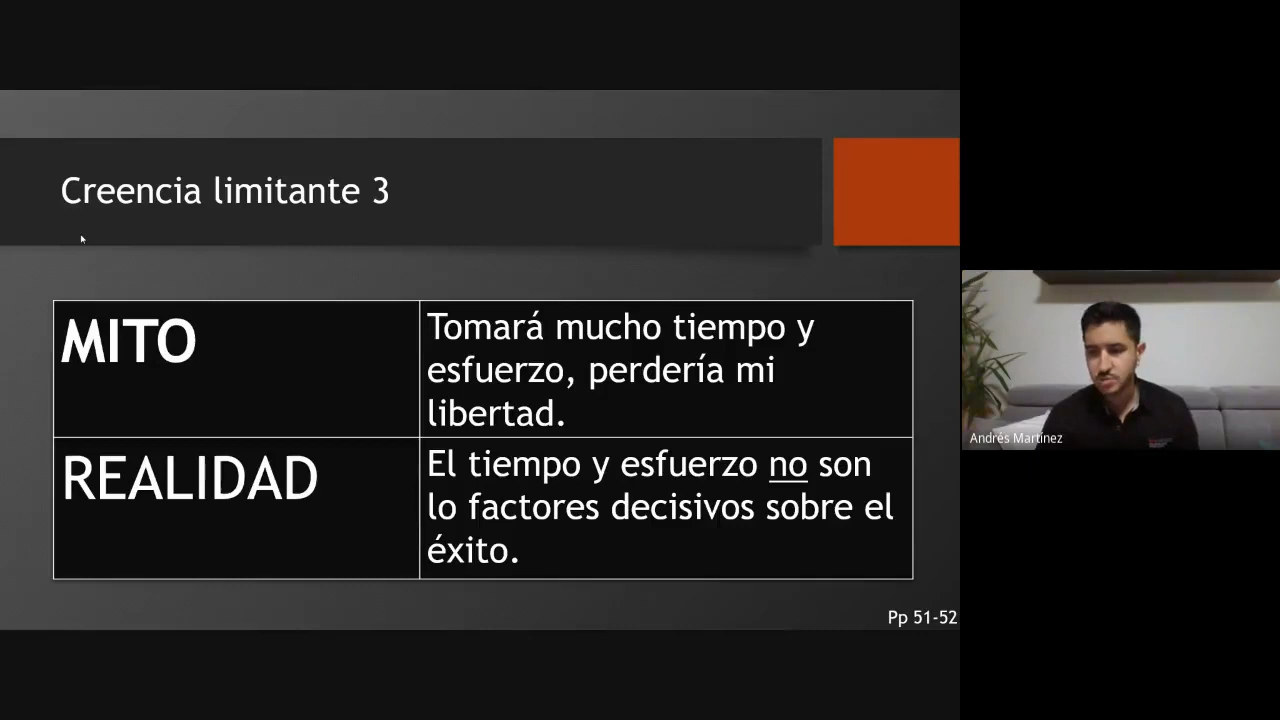 Creencia limitante 3
MITO
Tomará mucho tiempo y
esfuerzo, perdería mi
libertad.
REALIDAD
El tiempo y esfuerzo no son
lo factores decisivos sobre el
éxito.
Pp 51-52
Andrés Martínez